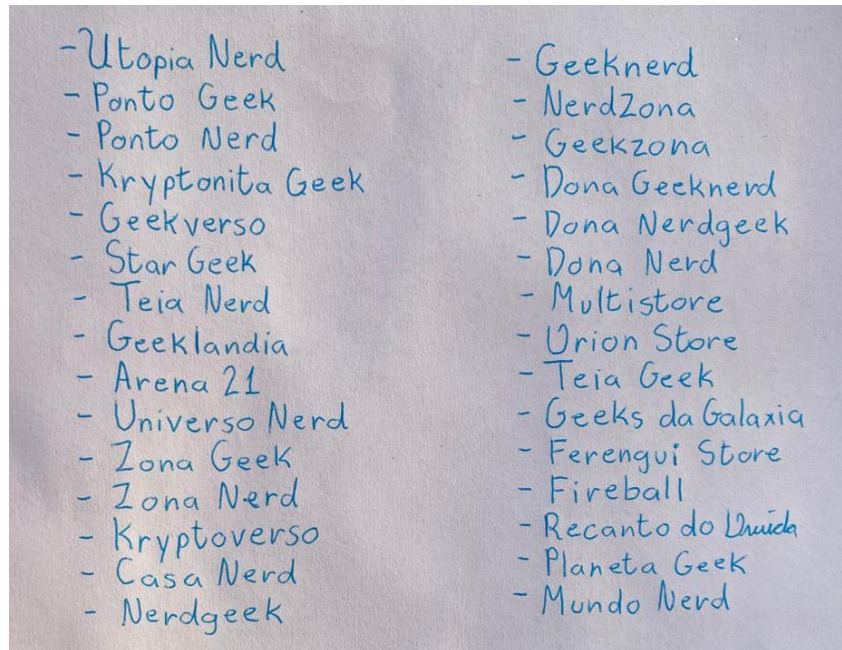 - Utopia Nerd
- Ponto Geek
- Ponto Nerd
- Kryptonita Geek
- Geekverso
- Star Geek
- Teia Nerd
- Geeklandia
- Arena 21
- Universo Nerd
- Zona Geek
- Zona Nerd
- Kryptoverso
- Casa Nerd
- Nerdgeek
- Geeknerd
- NerdZona
- Geekzona
- Dona Geeknerd
- Dona Nerdgeek
- Dona Nerd
- Multistore
- Orion Store
- Teia Geek
- Geeks da Galaxia
- Ferengui Store
- Fireball
- Recanto do Druida
- Planeta Geek
- Mundo Nerd